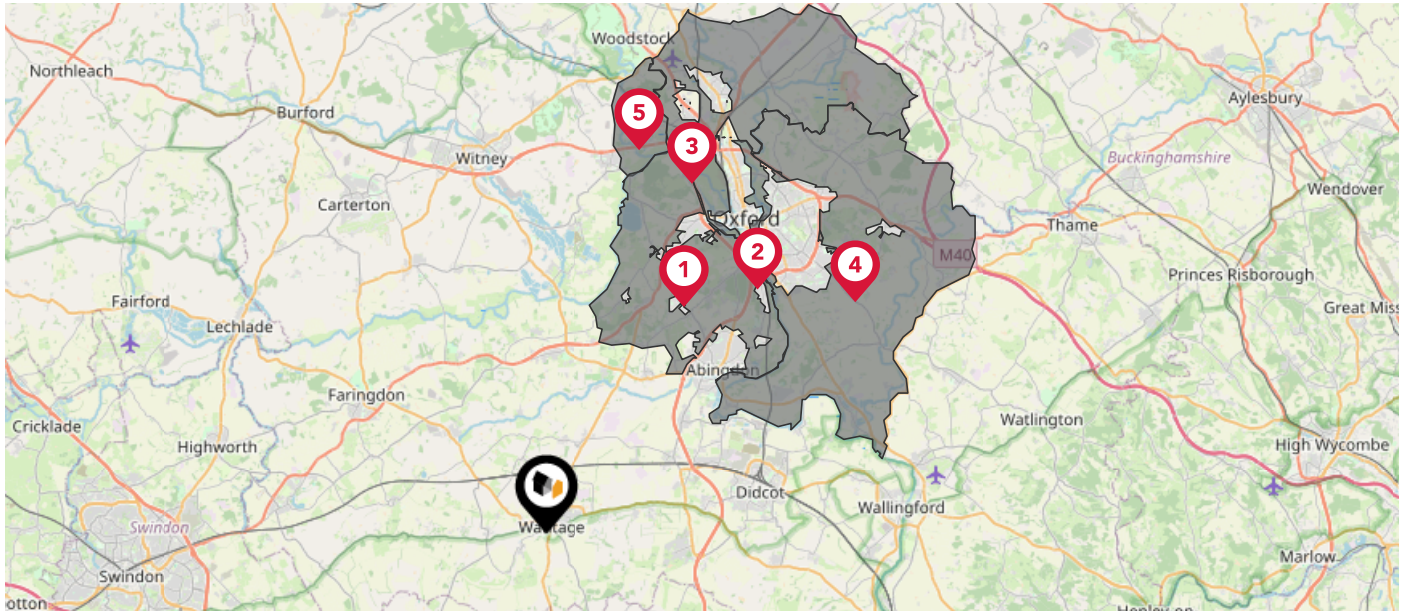 Woodstock
Northleach
Aylesbury
Burford
5
3
Witney
Buckinghamshire
Wendover
Carterton
Oxford
Thame
2
4
M40
1
Princes Risborough
Fairford
Great Miss
Lechlade
Abingdon
Faringdon
Watlington
Cricklade
Highworth
High Wycombe
Didcot
Wallingford
Swindon
Wantage
Marlow
Swindon
otton